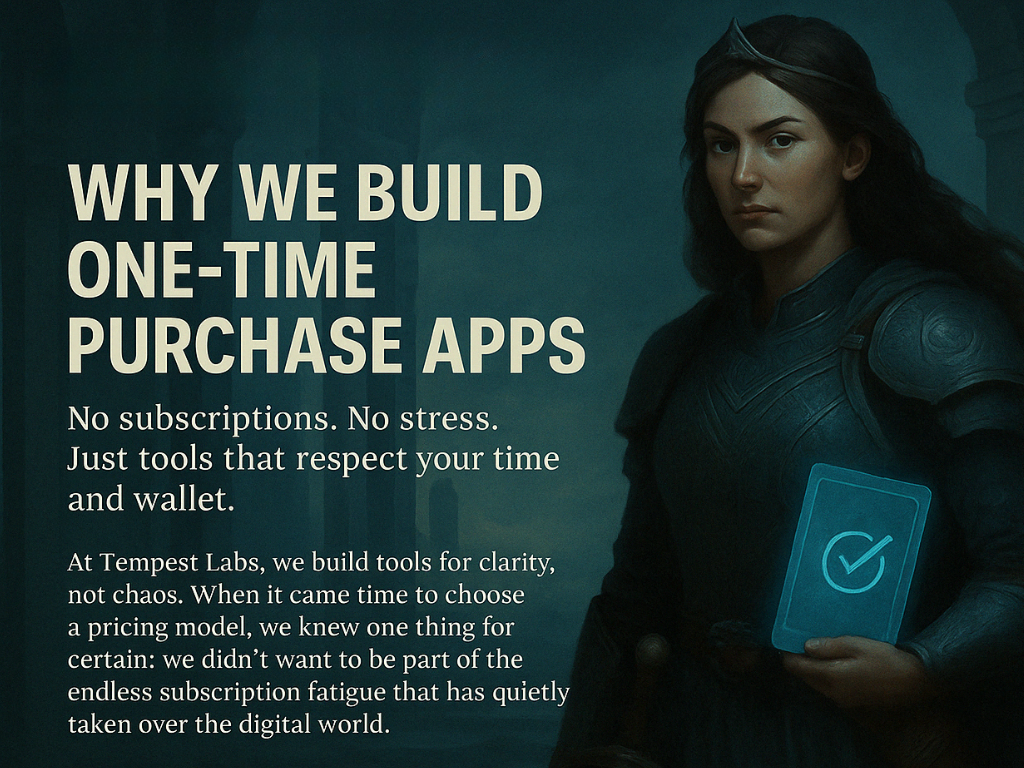 WHY WE BUILD
ONE-TIME
PURCHASE APPS
No subscriptions. No stress.
Just tools that respect your time
and wallet.
At Tempest Labs, we build tools for clarity,
not chaos. When it came time to choose
a pricing model, we knew one thing for
certain: we didn’t want to be part of the
endless subscription fatigue that has quietly
taken over the digital world.